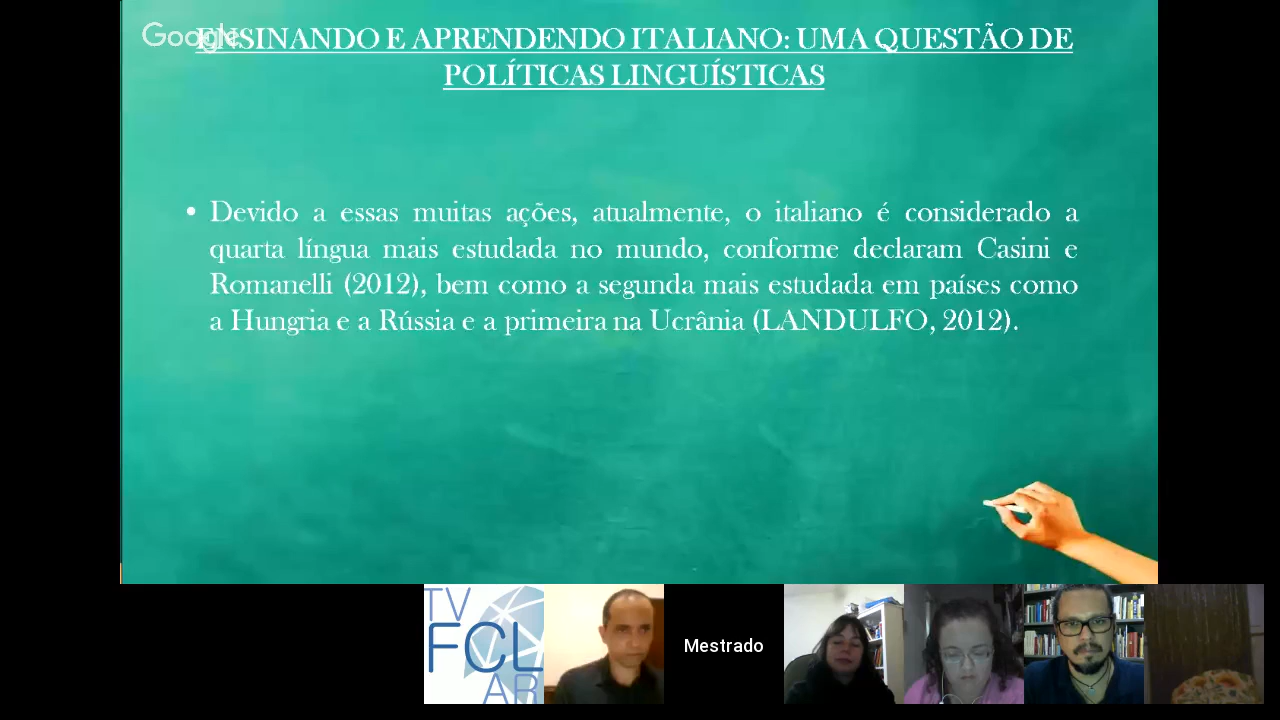 Google
ENSINANDO E APRENDENDO ITALIANO: UMA QUESTÃO DE
POLÍTICAS LINGUÍSTICAS
• Devido a essas muitas ações, atualmente, o italiano é considerado a
quarta língua mais estudada no mundo, conforme declaram Casini e
Romanelli (2012), bem como a segunda mais estudada em países como
a Hungria e a Rússia e a primeira na Ucrânia (LANDULFO, 2012).
TV
FCL
AR
Mestrado